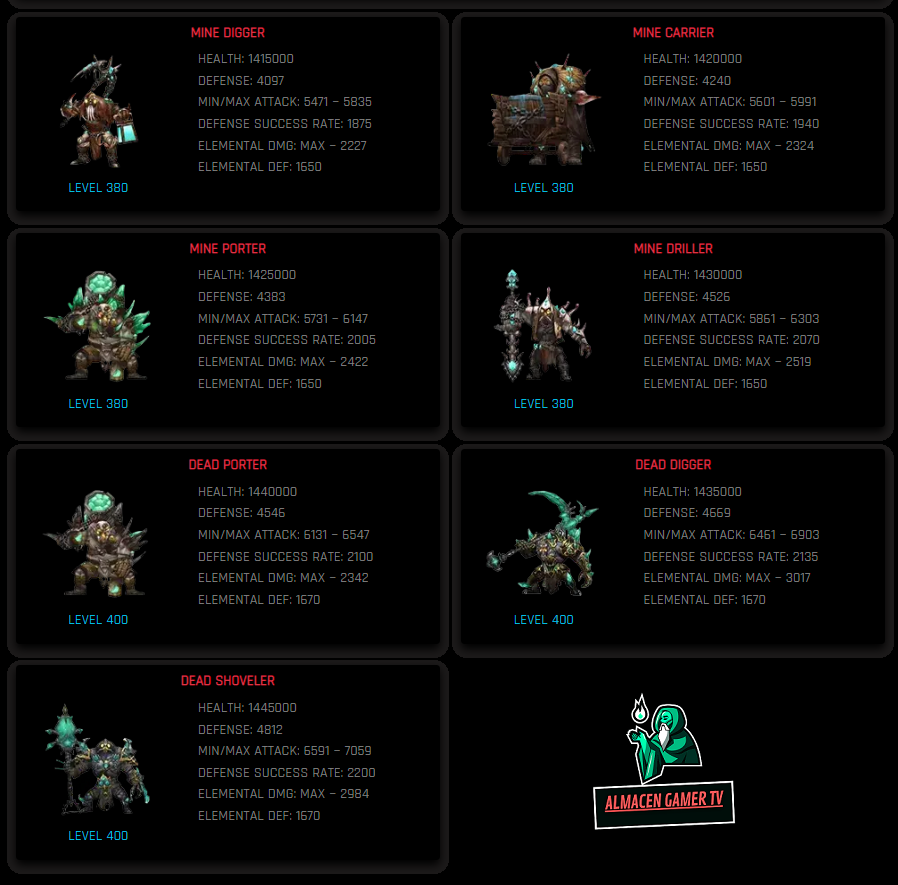 MINE DIGGER
HEALTH: 1415000
DEFENSE: 4097
MIN/MAX ATTACK: 5471 – 5835
DEFENSE SUCCESS RATE: 1875
ELEMENTAL DMG: MAX – 2227
ELEMENTAL DEF: 1650
LEVEL 380
MINE CARRIER
HEALTH: 1420000
DEFENSE: 4240
MIN/MAX ATTACK: 5601 – 5991
DEFENSE SUCCESS RATE: 1940
ELEMENTAL DMG: MAX – 2324
ELEMENTAL DEF: 1650
LEVEL 380
MINE PORTER
HEALTH: 1425000
DEFENSE: 4383
MIN/MAX ATTACK: 5731 – 6147
DEFENSE SUCCESS RATE: 2005
ELEMENTAL DMG: MAX – 2422
ELEMENTAL DEF: 1650
LEVEL 380
MINE DRILLER
HEALTH: 1430000
DEFENSE: 4526
MIN/MAX ATTACK: 5861 – 6303
DEFENSE SUCCESS RATE: 2070
ELEMENTAL DMG: MAX – 2519
ELEMENTAL DEF: 1650
LEVEL 380
DEAD PORTER
HEALTH: 1440000
DEFENSE: 4546
MIN/MAX ATTACK: 6131 – 6547
DEFENSE SUCCESS RATE: 2100
ELEMENTAL DMG: MAX – 2342
ELEMENTAL DEF: 1670
LEVEL 400
DEAD DIGGER
HEALTH: 1435000
DEFENSE: 4669
MIN/MAX ATTACK: 6461 – 6903
DEFENSE SUCCESS RATE: 2135
ELEMENTAL DMG: MAX – 3017
ELEMENTAL DEF: 1670
LEVEL 400
DEAD SHOVELER
HEALTH: 1445000
DEFENSE: 4812
MIN/MAX ATTACK: 6591 – 7059
DEFENSE SUCCESS RATE: 2200
ELEMENTAL DMG: MAX – 2984
ELEMENTAL DEF: 1670
LEVEL 400
ALMACEN GAMER TV